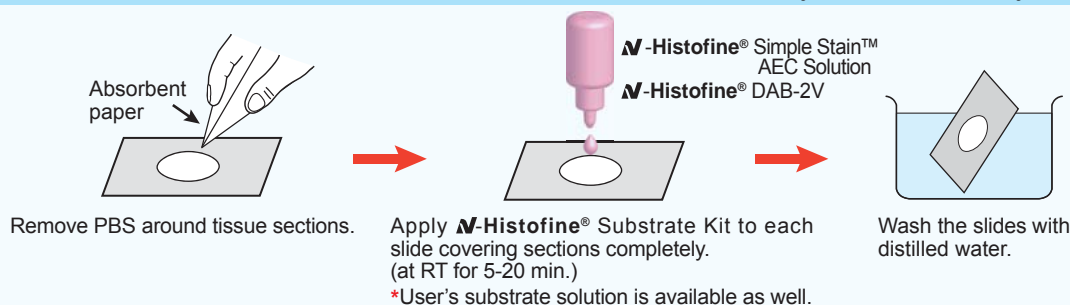 Absorbent
paper
N-Histofine® Simple Stain™
AEC Solution
N-Histofine® DAB-2V
Remove PBS around tissue sections.
Apply N-Histofine® Substrate Kit to each
slide covering sections completely.
(at RT for 5-20 min.)
*User's substrate solution is available as well.
Wash the slides with
distilled water.